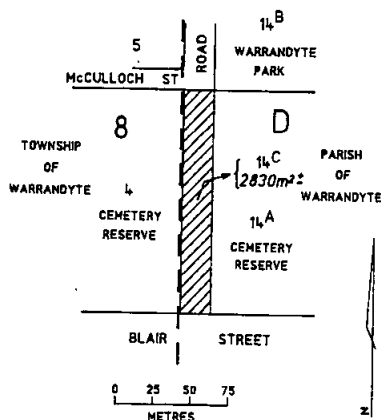 14B
5
ROAD
WARRANDYTE
PARK
McCULLOCH ST
8
D
TOWNSHIP
OF
WARRANDYTE
14C
2830m²±
PARISH
OF
WARRANDYTE
4
CEMETERY
RESERVE
14A
CEMETERY
RESERVE
BLAIR STREET
0 25 50 75
METRES
N